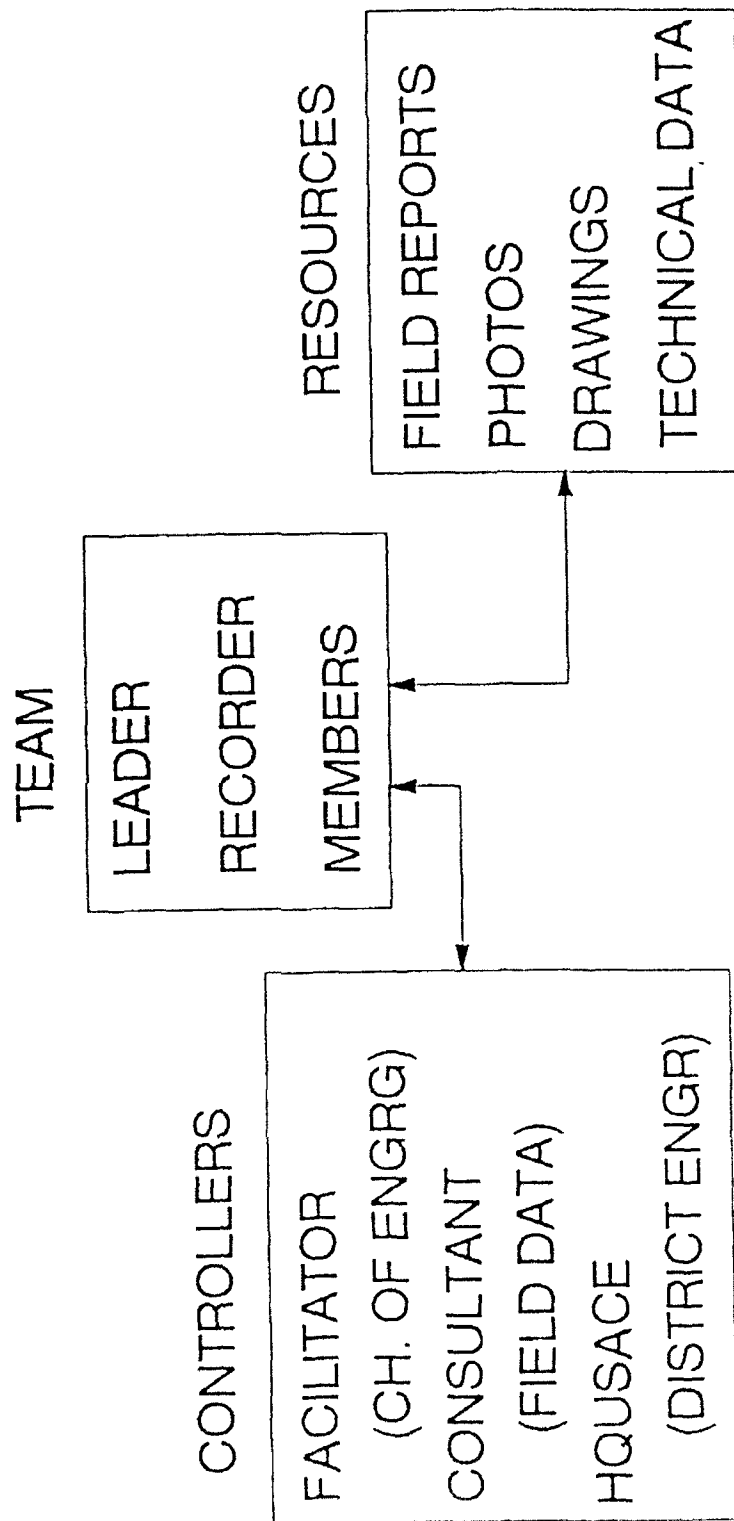 TEAM
LEADER
RECORDER
MEMBERS
CONTROLLERS
FACILITATOR
(CH. OF ENGRG)
CONSULTANT
(FIELD DATA)
HQUSACE
(DISTRICT ENGR)
RESOURCES
FIELD REPORTS
PHOTOS
DRAWINGS
TECHNICAL DATA